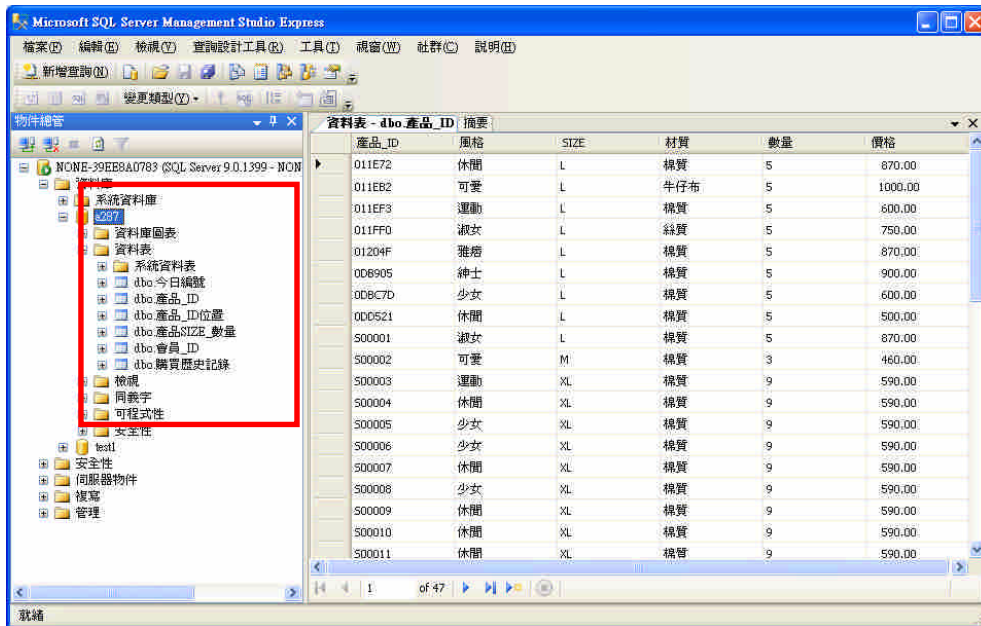 Microsoft SQL Server Management Studio Express
檔案(F) 編輯(E) 檢視(V) 查詢設計工具(R) 工具(T) 視窗(W) 社群(C) 說明(H)
新增查詢(N)
變更類型(Y)
物件總管
NONE-39EE8A0783 (SQL Server 9.0.1399 - NON
資料庫
系統資料庫
e287
資料庫圖表
資料表
系統資料表
dbo.今日編號
dbo.產品_ID
dbo.產品_ID位置
dbo.產品SIZE_數量
dbo.會員_ID
dbo.購買歷史記錄
檢視
同義字
可程式性
安全性
test1
安全性
伺服器物件
複寫
管理
資料表 - dbo.產品_ID 摘要
產品_ID 風格 SIZE 材質 數量 價格
011E72 休閒 L 棉質 5 870.00
011EB2 可愛 L 牛仔布 5 1000.00
011EF3 運動 L 棉質 5 600.00
011FF0 淑女 L 絲質 5 750.00
01204F 雅痞 L 棉質 5 870.00
0DB905 紳士 L 棉質 5 900.00
0DBC7D 少女 L 棉質 5 600.00
0DD521 休閒 L 棉質 5 500.00
S00001 淑女 L 棉質 5 870.00
S00002 可愛 M 棉質 3 460.00
S00003 運動 XL 棉質 9 590.00
S00004 休閒 XL 棉質 9 590.00
S00005 少女 XL 棉質 9 590.00
S00006 少女 XL 棉質 9 590.00
S00007 休閒 XL 棉質 9 590.00
S00008 少女 XL 棉質 9 590.00
S00009 休閒 XL 棉質 9 590.00
S00010 休閒 XL 棉質 9 590.00
S00011 休閒 XL 棉質 9 590.00
1 of 47
就緒